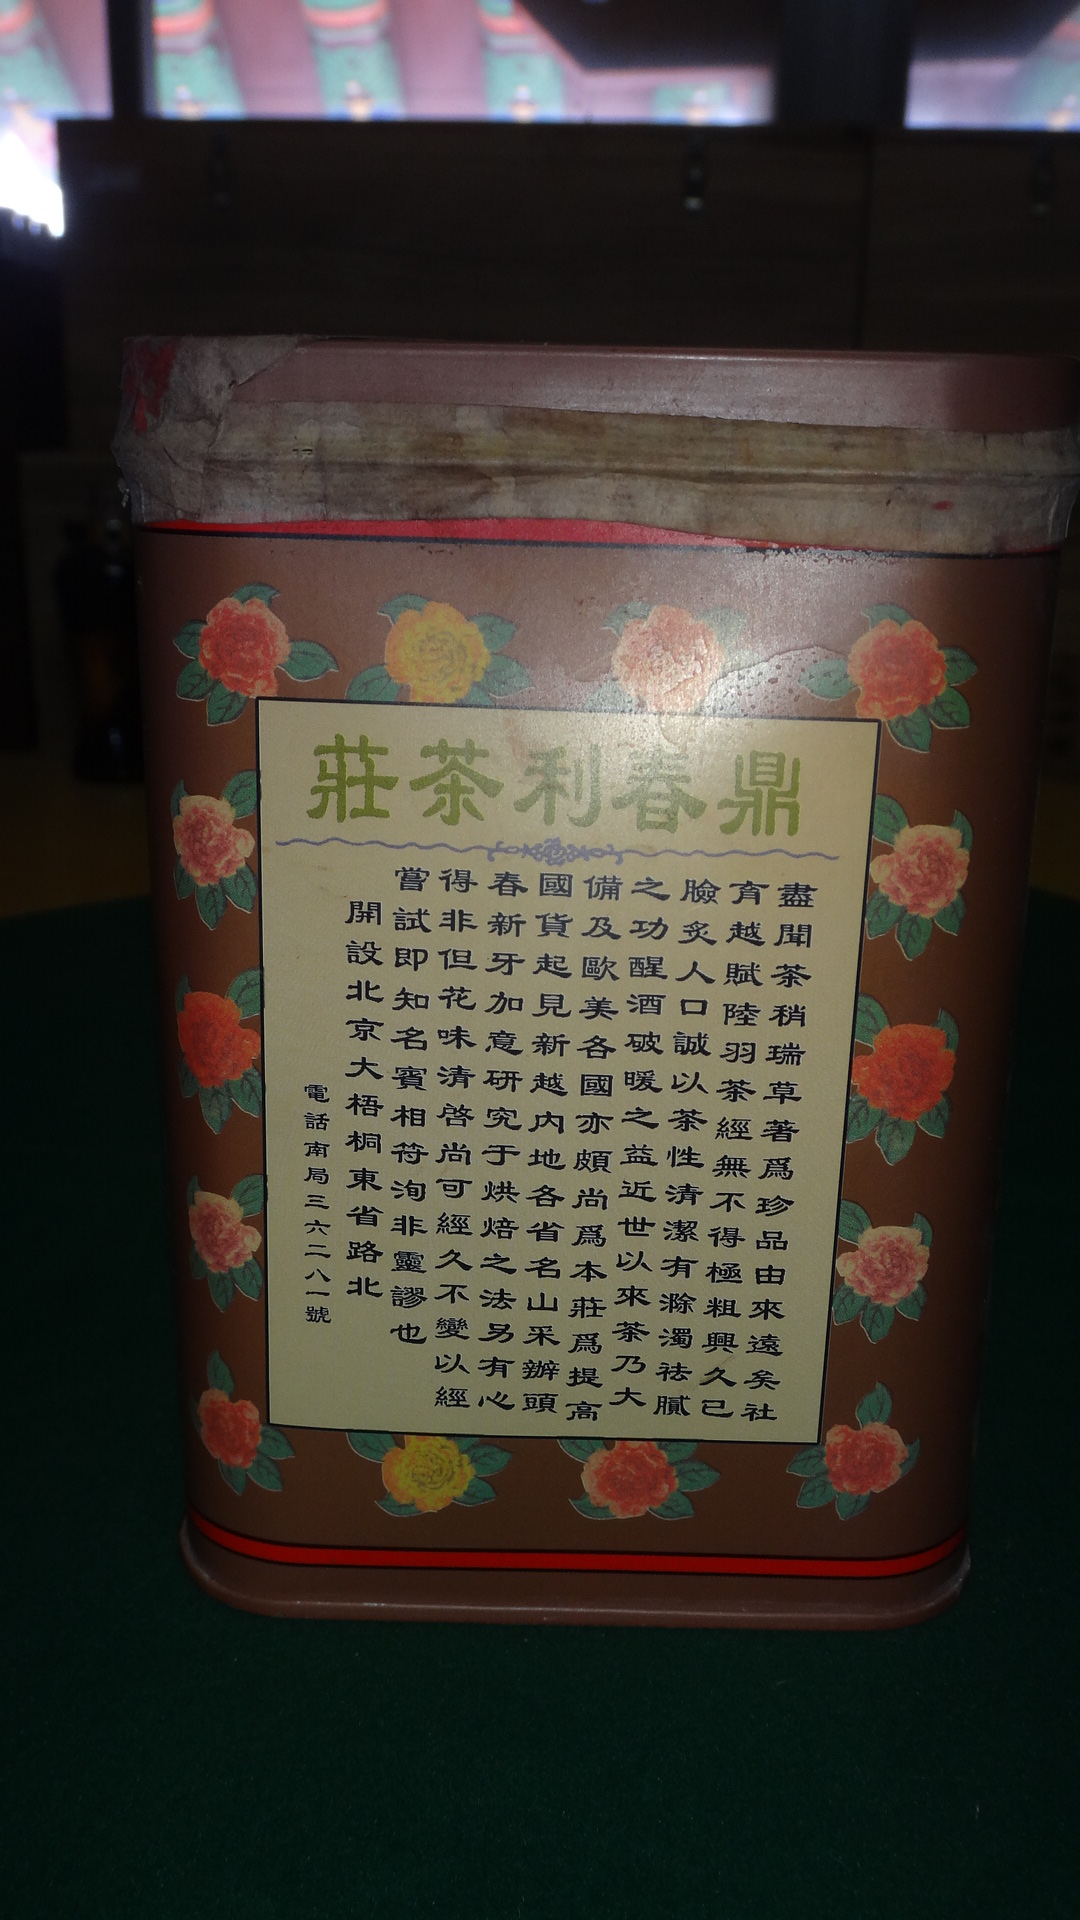 鼎春利茶莊
盡聞茶稍瑞草著爲珍品由來遠矣社
育越賦陸羽茶經無不得極粗興久已
臉炙人口誠以茶性清潔有滌濁祛膩
之功醒酒破暖之益近世以來茶乃大
備及歐美各國亦頗尚爲本莊爲提高
國貨起見新越内地各省名山采辦頭
春新牙加意研究于烘焙之法另有心
得非但花味清啓尚可經久不變以經
嘗試即知名賓相符洵非靈謬也
開設北京大梧桐東省路北
電話南局三六二八一號